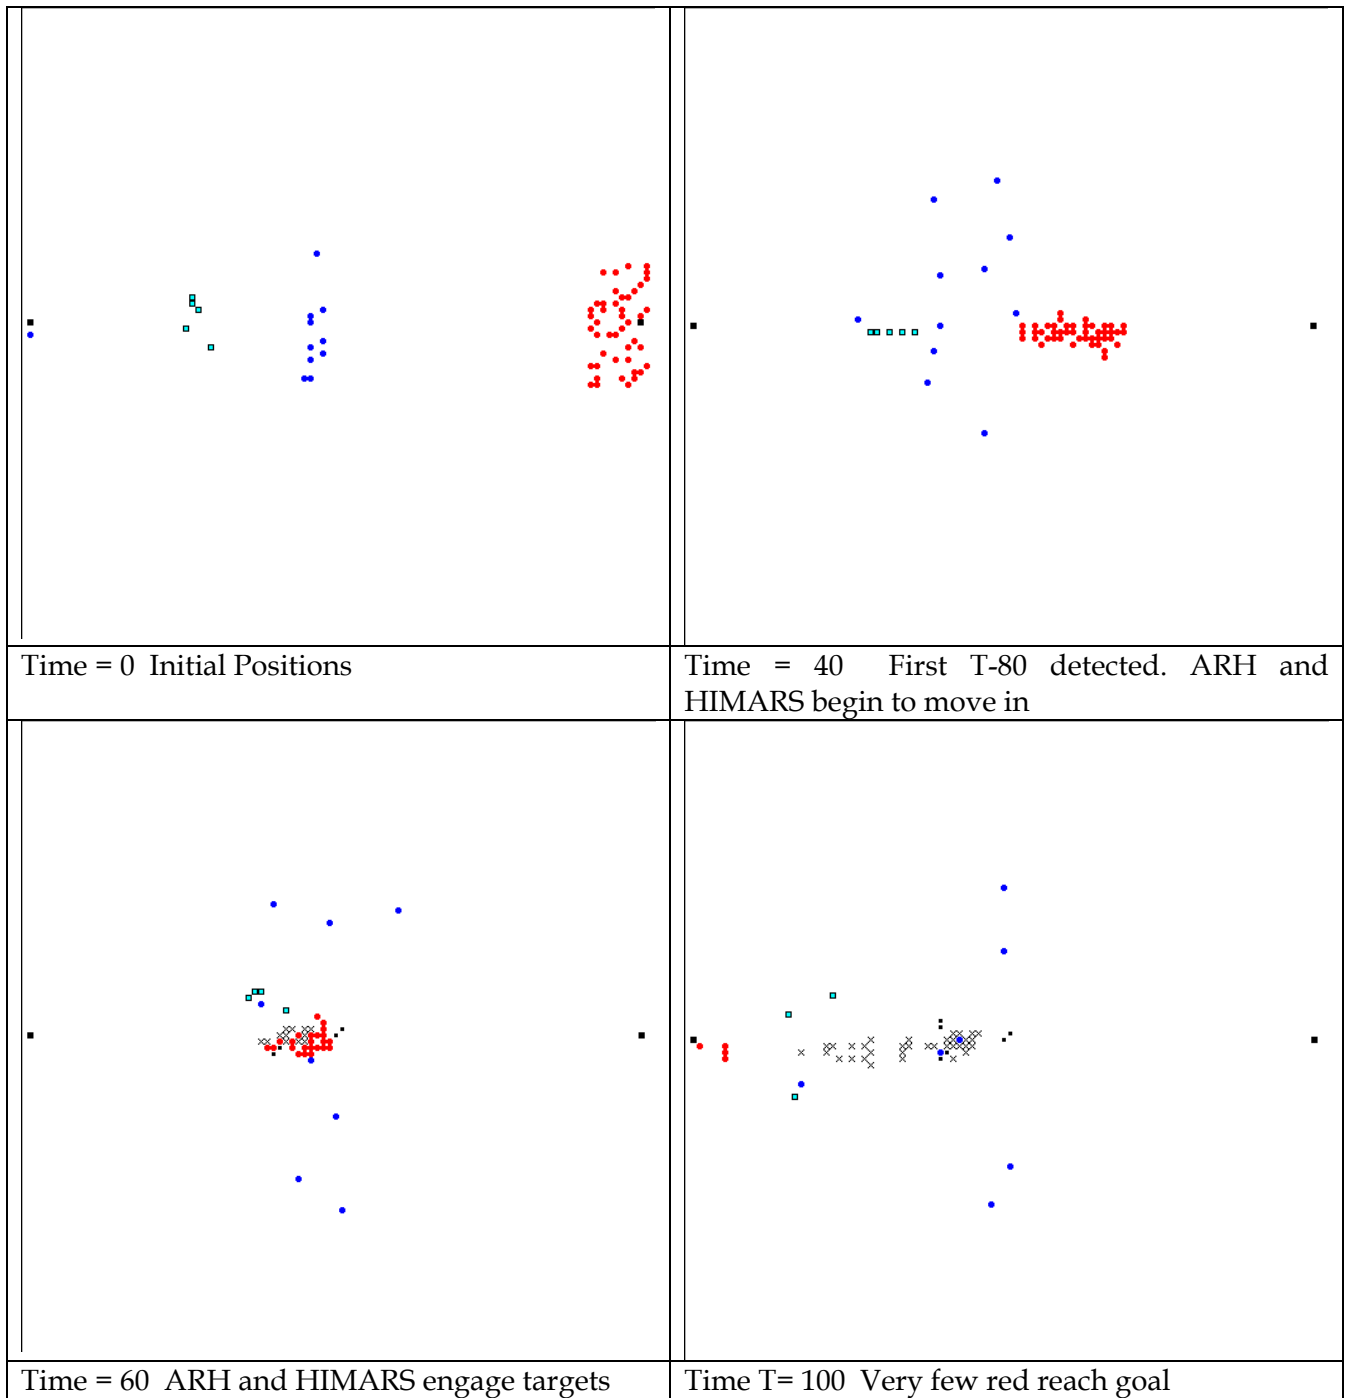 Time = 0 Initial Positions
Time = 40 First T-80 detected. ARH and
HIMARS begin to move in
Time = 60 ARH and HIMARS engage targets
Time T= 100 Very few red reach goal